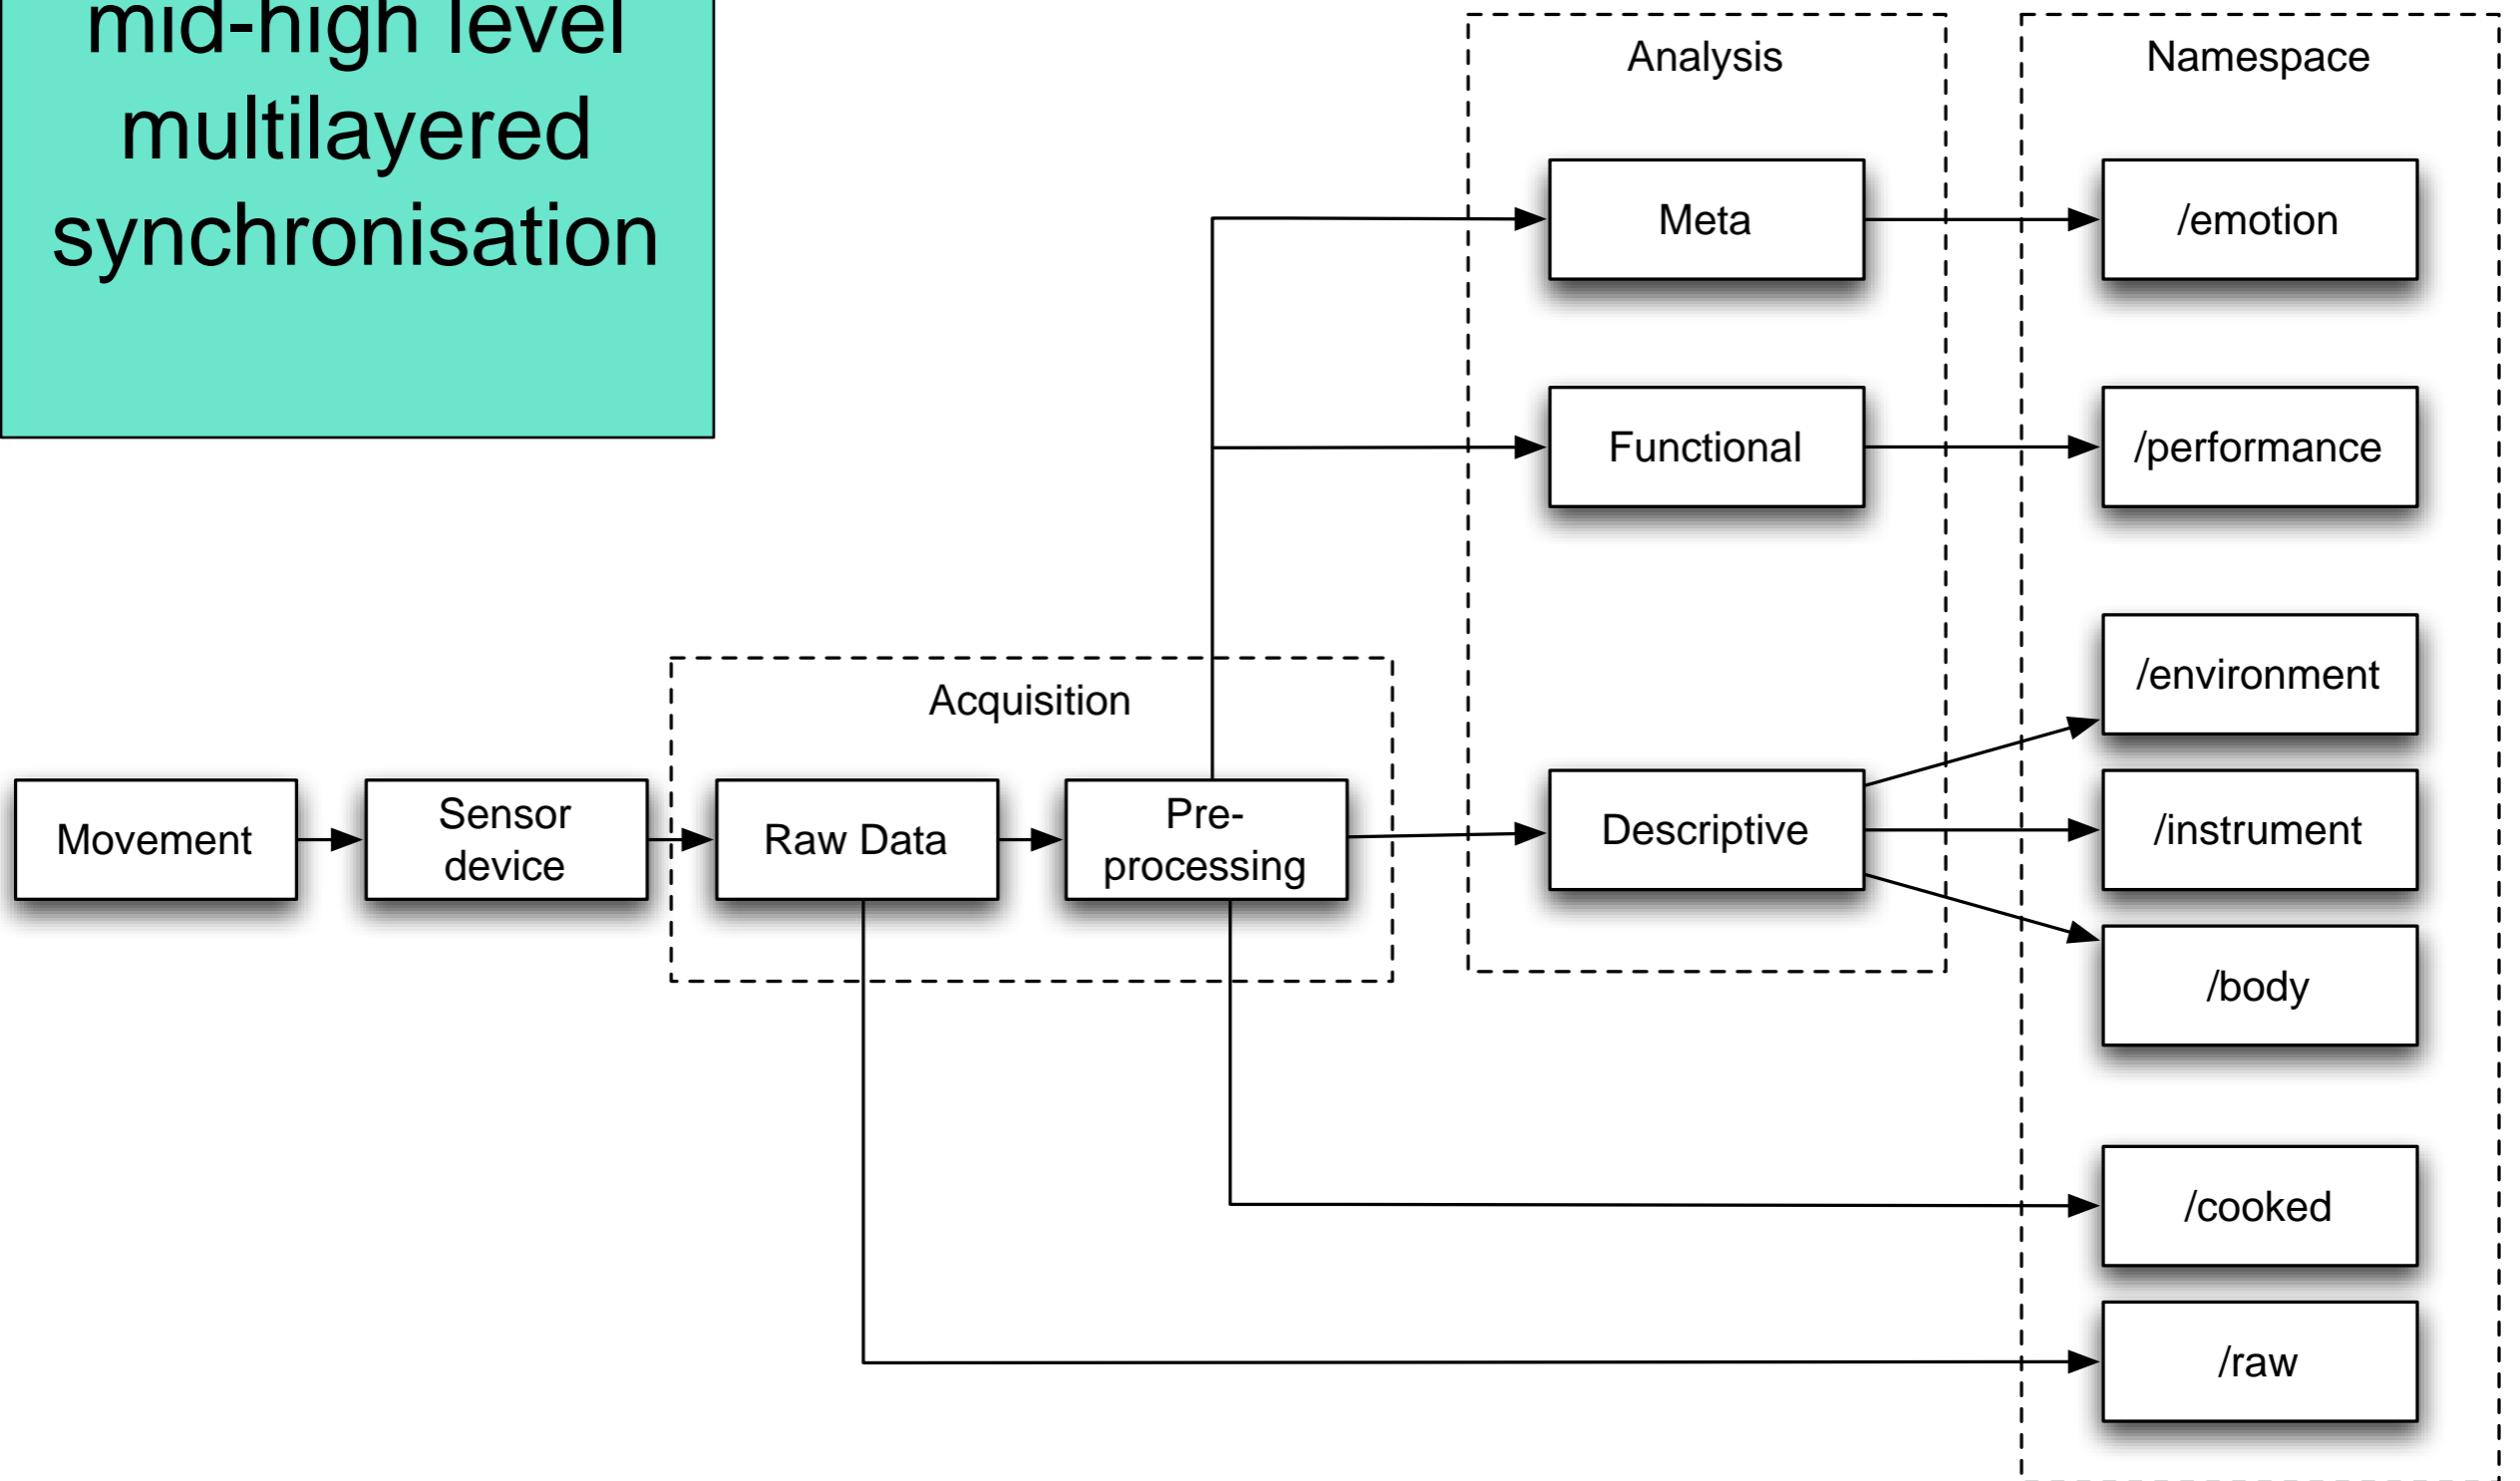 mid-high level
multilayered
synchronisation
Analysis
Namespace
Meta
/emotion
Functional
/performance
/environment
Acquisition
Movement
Sensor
device
Raw Data
Pre-
processing
Descriptive
/instrument
/body
/cooked
/raw